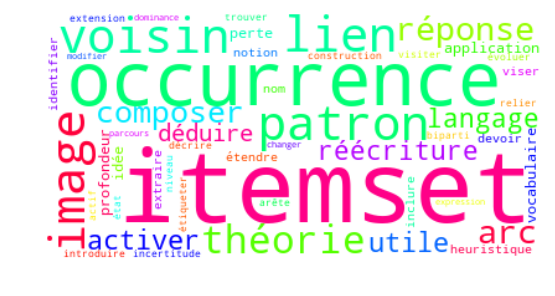 extension dominance trouver
voisin lien réponse
perte
identifier
notion construction visiter application
modifier évoluer
occurrence viser
nom relier
composer patron langage
image profondeur parcours déduire biparti devoir
idée décrire changer réécriture vocabulaire
extraire niveau étendre
itemset
actif état étiqueter arête inclure expression
activer théorie utile arc
introduire incertitude heuristique